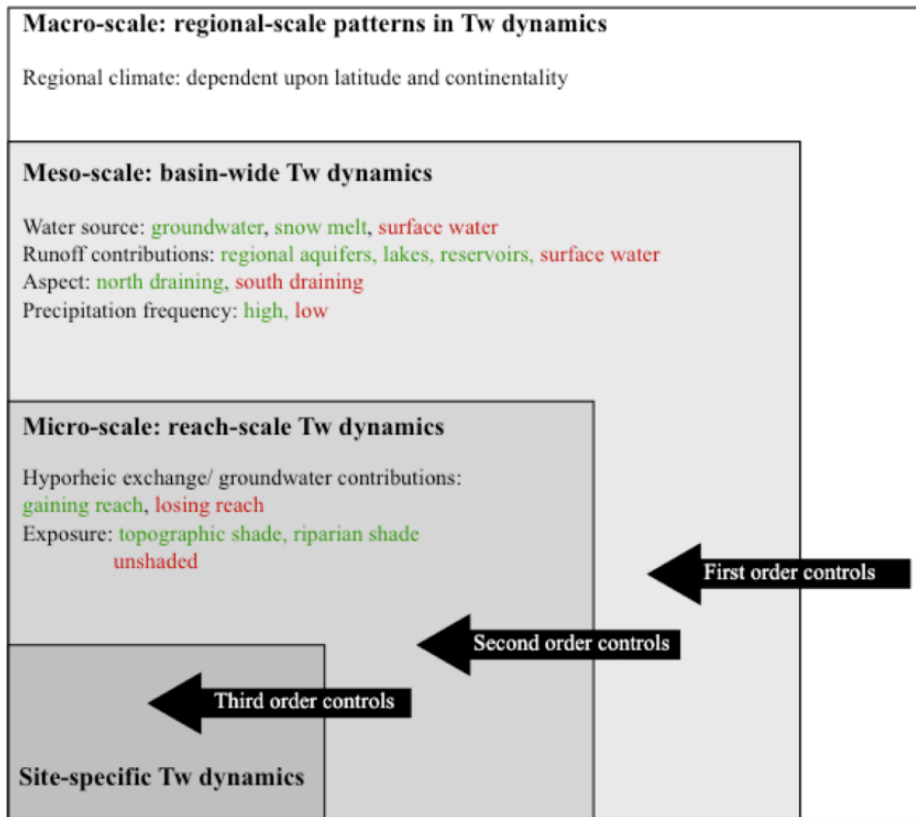 Macro-scale: regional-scale patterns in Tw dynamics
Regional climate: dependent upon latitude and continentality
Meso-scale: basin-wide Tw dynamics
Water source: groundwater, snow melt, surface water
Runoff contributions: regional aquifers, lakes, reservoirs, surface water
Aspect: north draining, south draining
Precipitation frequency: high, low
Micro-scale: reach-scale Tw dynamics
Hyporheic exchange/ groundwater contributions:
gaining reach, losing reach
Exposure: topographic shade, riparian shade
unshaded
First order controls
Second order controls
Third order controls
Site-specific Tw dynamics